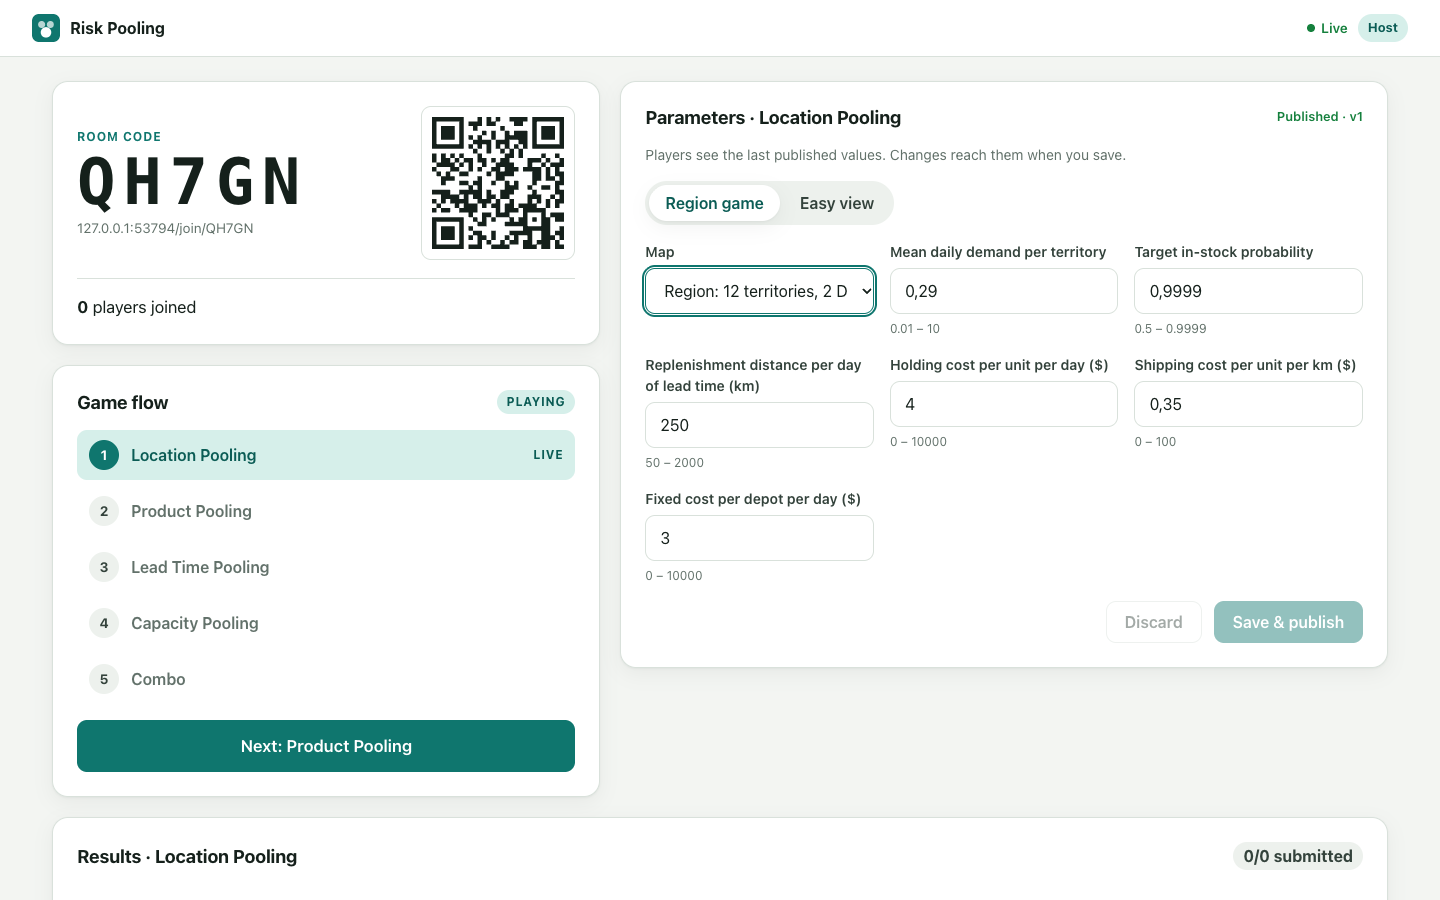 Risk Pooling
Live
Host
ROOM CODE
QH7GN
127.0.0.1:53794/join/QH7GN
0 players joined
Game flow
PLAYING
1 Location Pooling LIVE
2 Product Pooling
3 Lead Time Pooling
4 Capacity Pooling
5 Combo
Next: Product Pooling
Parameters · Location Pooling
Published · v1
Players see the last published values. Changes reach them when you save.
Region game
Easy view
Map
Region: 12 territories, 2 D
Mean daily demand per territory
0,29
0.01 – 10
Target in-stock probability
0,9999
0.5 – 0.9999
Replenishment distance per day
of lead time (km)
250
50 – 2000
Holding cost per unit per day ($)
4
0 – 10000
Shipping cost per unit per km ($)
0,35
0 – 100
Fixed cost per depot per day ($)
3
0 – 10000
Discard
Save & publish
Results · Location Pooling
0/0 submitted